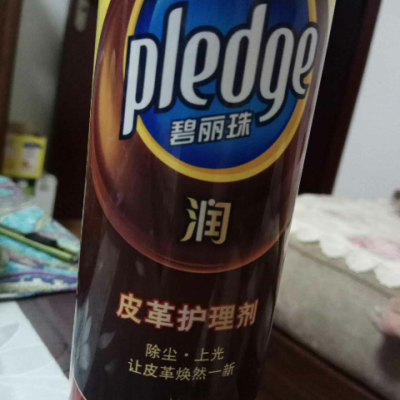 pledge
碧丽珠
润
皮革护理剂
除尘·上光
让皮革焕然一新